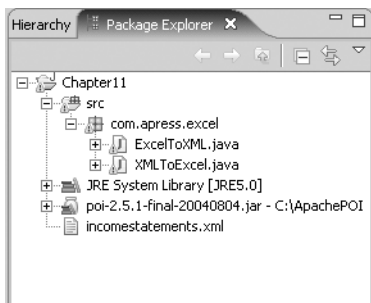 Hierarchy Package Explorer
Chapter11
src
com.apress.excel
ExcelToXML.java
XMLToExcel.java
JRE System Library [JRE5.0]
poi-2.5.1-final-20040804.jar - C:\ApachePOI
incomestatements.xml